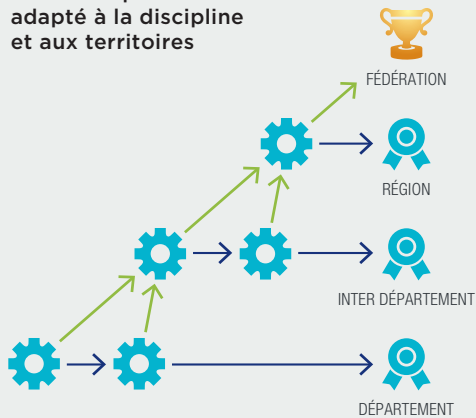 adapté à la discipline
et aux territoires
FÉDÉRATION
RÉGION
INTER DÉPARTEMENT
DÉPARTEMENT